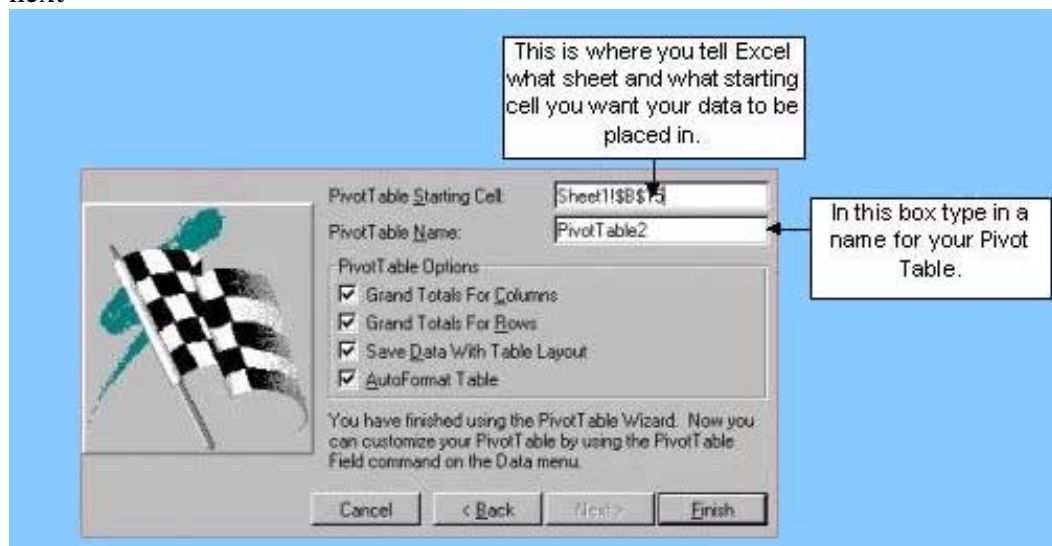 This is where you tell Excel
what sheet and what starting
cell you want your data to be
placed in.
PivotTable Starting Cell:
Sheet1!$B$15
PivotTable Name:
PivotTable2
In this box type in a
name for your Pivot
Table.
PivotTable Options
Grand Totals For Columns
Grand Totals For Rows
Save Data With Table Layout
AutoFormat Table
You have finished using the PivotTable Wizard. Now you
can customize your PivotTable by using the PivotTable
Field command on the Data menu.
Cancel
< Back
Next >
Finish